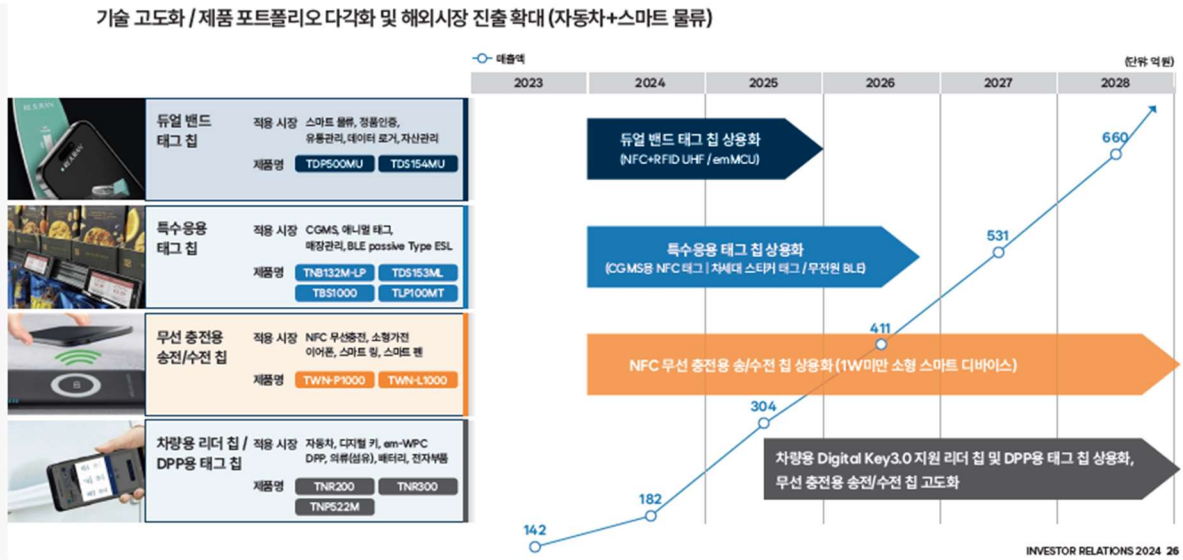 기술 고도화 / 제품 포트폴리오 다각화 및 해외시장 진출 확대 (자동차+스마트 물류)
매출액
(단위: 억 원)
2023
2024
2025
2026
2027
2028
듀얼 밴드
태그 칩
적용 시장 스마트 물류, 정품인증,
유통관리, 데이터 로거, 자산관리
제품명 TDP500MU TDS154MU
듀얼 밴드 태그 칩 상용화
(NFC+RFID UHF / emMCU)
특수응용
태그 칩
적용 시장 CGMS, 애니멀 태그,
매장관리, BLE passive Type ESL
제품명 TNB132M-LP TDS153ML
TBS1000 TLP100MT
특수응용 태그 칩 상용화
(CGMS용 NFC 태그 | 차세대 스티커 태그 / 무전원 BLE)
무선 충전용
송전/수전 칩
적용 시장 NFC 무선충전, 소형가전
이어폰, 스마트 링, 스마트 펜
제품명 TWN-P1000 TWN-L1000
NFC 무선 충전용 송/수전 칩 상용화 (1W미만 소형 스마트 디바이스)
차량용 리더 칩 /
DPP용 태그 칩
적용 시장 자동차, 디지털 키, em-WPC
DPP, 의류(섬유), 배터리, 전자부품
제품명 TNR200 TNR300
TNP522M
차량용 Digital Key3.0 지원 리더 칩 및 DPP용 태그 칩 상용화,
무선 충전용 송전/수전 칩 고도화
142
182
304
411
531
660
INVESTOR RELATIONS 2024 26